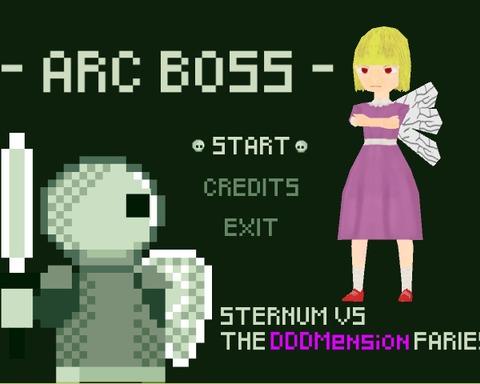 - ARC BOSS -
START
CREDITS
EXIT
STERNUM VS
THE DDDMension FARIES